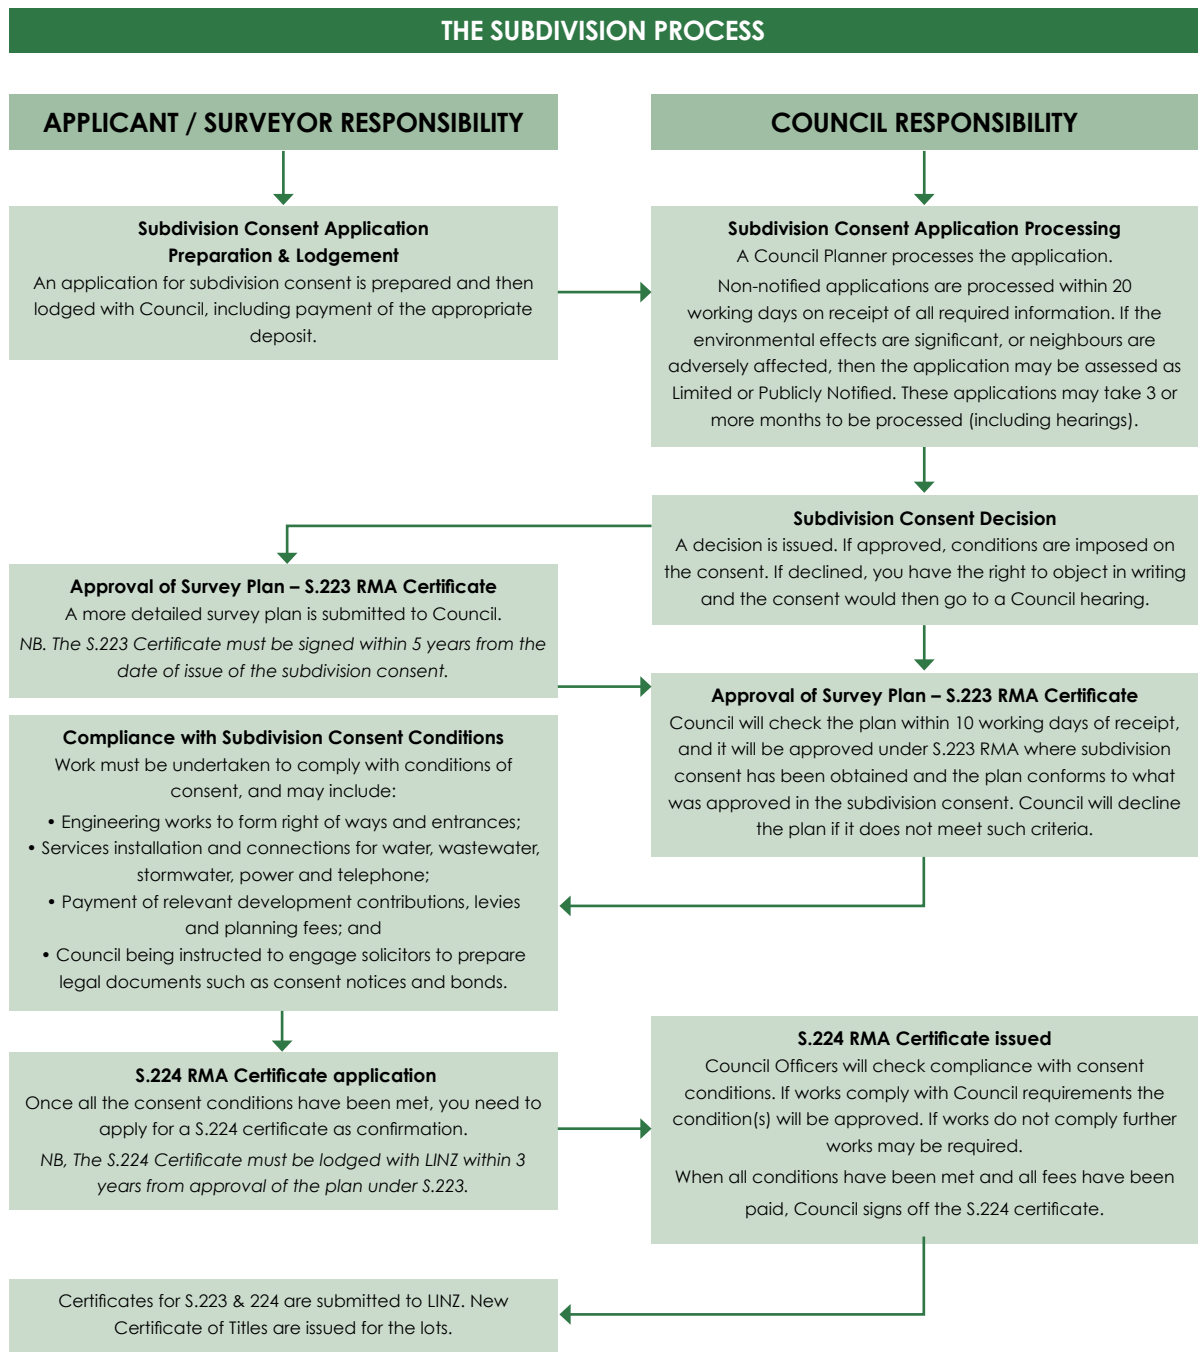 THE SUBDIVISION PROCESS
APPLICANT / SURVEYOR RESPONSIBILITY
COUNCIL RESPONSIBILITY
Subdivision Consent Application
Preparation & Lodgement
An application for subdivision consent is prepared and then
lodged with Council, including payment of the appropriate
deposit.
Subdivision Consent Application Processing
A Council Planner processes the application.
Non-notified applications are processed within 20
working days on receipt of all required information. If the
environmental effects are significant, or neighbours are
adversely affected, then the application may be assessed as
Limited or Publicly Notified. These applications may take 3 or
more months to be processed (including hearings).
Subdivision Consent Decision
A decision is issued. If approved, conditions are imposed on
the consent. If declined, you have the right to object in writing
and the consent would then go to a Council hearing.
Approval of Survey Plan – S.223 RMA Certificate
A more detailed survey plan is submitted to Council.
NB. The S.223 Certificate must be signed within 5 years from the
date of issue of the subdivision consent.
Approval of Survey Plan – S.223 RMA Certificate
Council will check the plan within 10 working days of receipt,
and it will be approved under S.223 RMA where subdivision
consent has been obtained and the plan conforms to what
was approved in the subdivision consent. Council will decline
the plan if it does not meet such criteria.
Compliance with Subdivision Consent Conditions
Work must be undertaken to comply with conditions of
consent, and may include:
• Engineering works to form right of ways and entrances;
• Services installation and connections for water, wastewater,
stormwater, power and telephone;
• Payment of relevant development contributions, levies
and planning fees; and
• Council being instructed to engage solicitors to prepare
legal documents such as consent notices and bonds.
S.224 RMA Certificate application
Once all the consent conditions have been met, you need to
apply for a S.224 certificate as confirmation.
NB, The S.224 Certificate must be lodged with LINZ within 3
years from approval of the plan under S.223.
S.224 RMA Certificate issued
Council Officers will check compliance with consent
conditions. If works comply with Council requirements the
condition(s) will be approved. If works do not comply further
works may be required.
When all conditions have been met and all fees have been
paid, Council signs off the S.224 certificate.
Certificates for S.223 & 224 are submitted to LINZ. New
Certificate of Titles are issued for the lots.